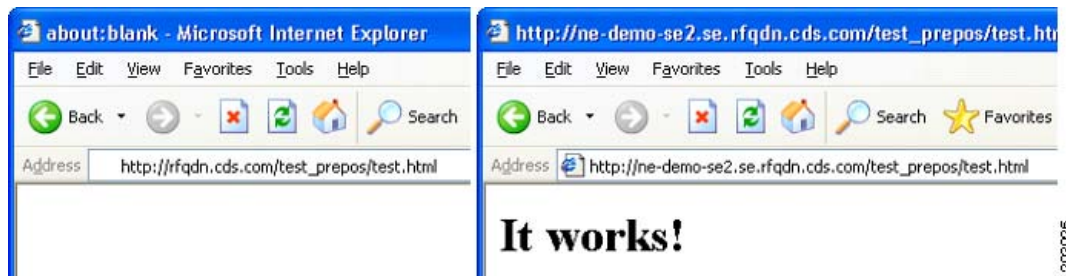 about:blank - Microsoft Internet Explorer
File Edit View Favorites Tools Help
Back Search
Address http://rfqdn.cds.com/test_prepos/test.html
http://ne-demo-se2.se.rfqdn.cds.com/test_prepos/test.htm
File Edit View Favorites Tools Help
Back Search Favorites
Address http://ne-demo-se2.se.rfqdn.cds.com/test_prepos/test.html
It works!